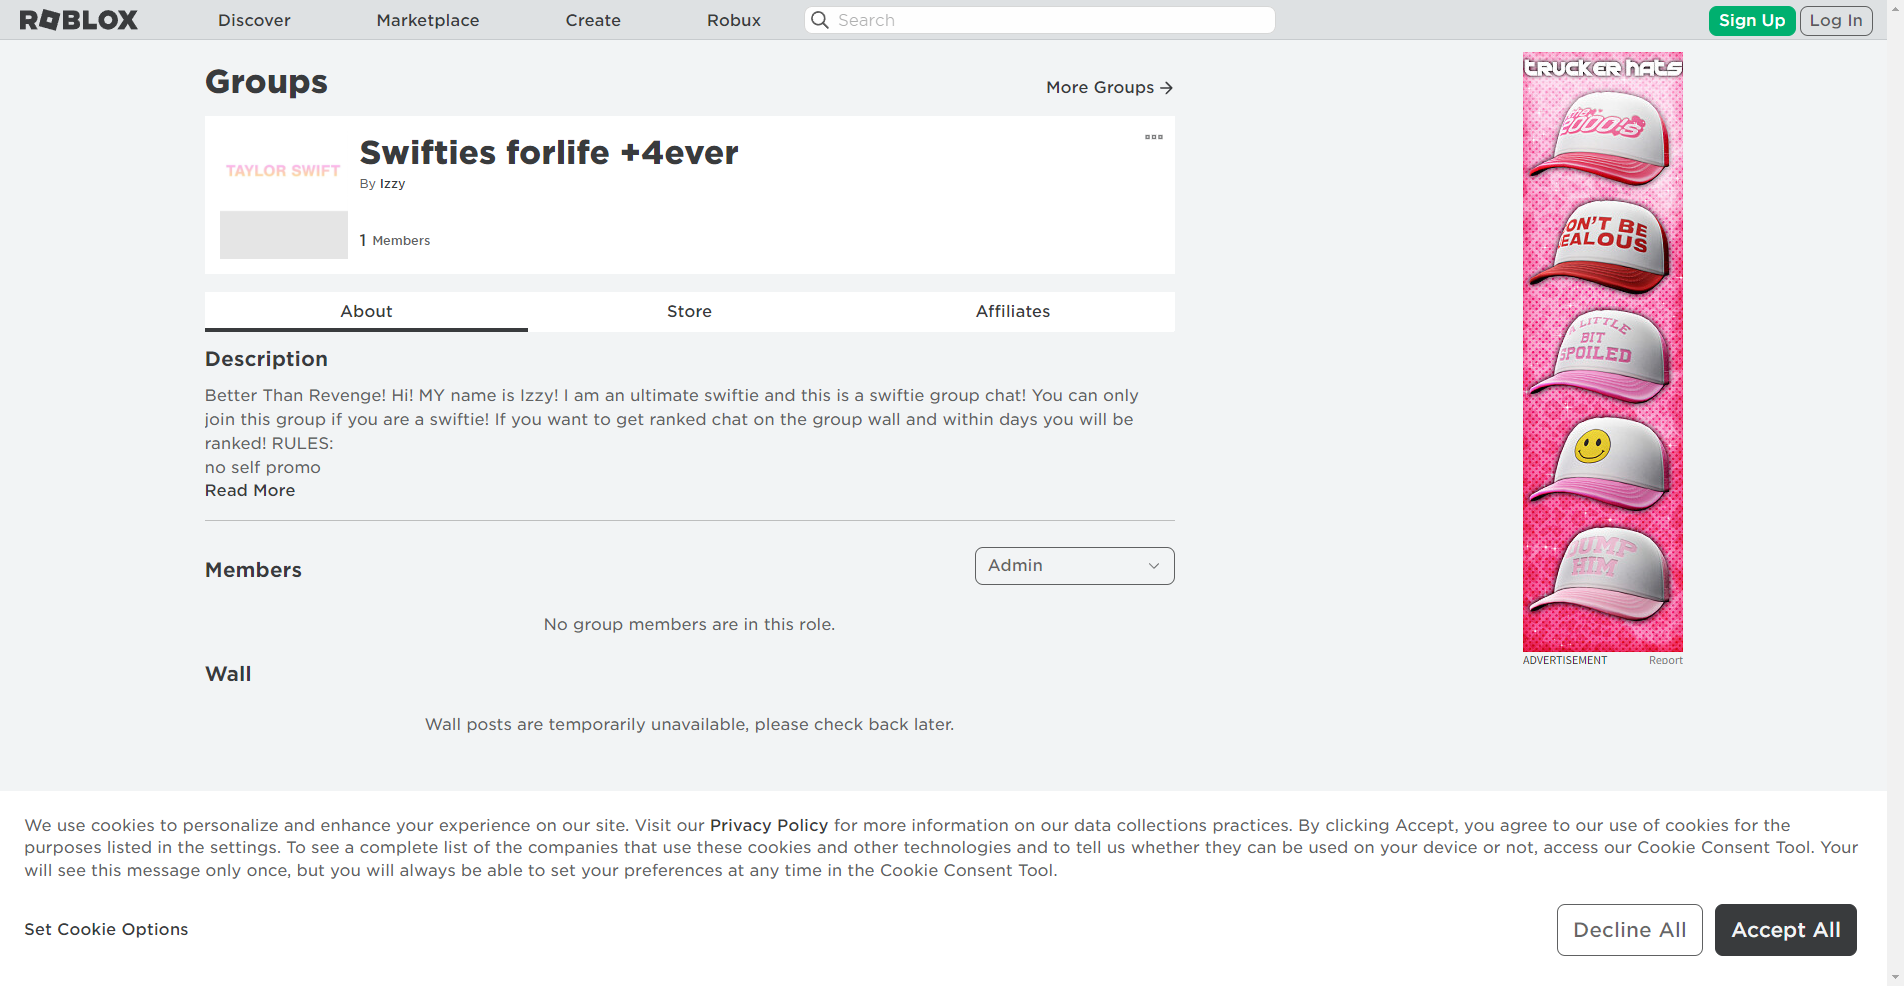 ROBLOX
Discover
Marketplace
Create
Robux
Search
Sign Up
Log In
Groups
More Groups →
TAYLOR SWIFT
Swifties forlife +4ever
By Izzy
1 Members
About
Store
Affiliates
Description
Better Than Revenge! Hi! MY name is Izzy! I am an ultimate swiftie and this is a swiftie group chat! You can only
join this group if you are a swiftie! If you want to get ranked chat on the group wall and within days you will be
ranked! RULES:
no self promo
Read More
Members
Admin
No group members are in this role.
Wall
Wall posts are temporarily unavailable, please check back later.
TRUCKER HATS
2000!s
ON'T BE
EALOUS
A LITTLE
BIT
SPOILED
JUMP
HIM
ADVERTISEMENT
Report
We use cookies to personalize and enhance your experience on our site. Visit our Privacy Policy for more information on our data collections practices. By clicking Accept, you agree to our use of cookies for the
purposes listed in the settings. To see a complete list of the companies that use these cookies and other technologies and to tell us whether they can be used on your device or not, access our Cookie Consent Tool. Your
will see this message only once, but you will always be able to set your preferences at any time in the Cookie Consent Tool.
Set Cookie Options
Decline All
Accept All